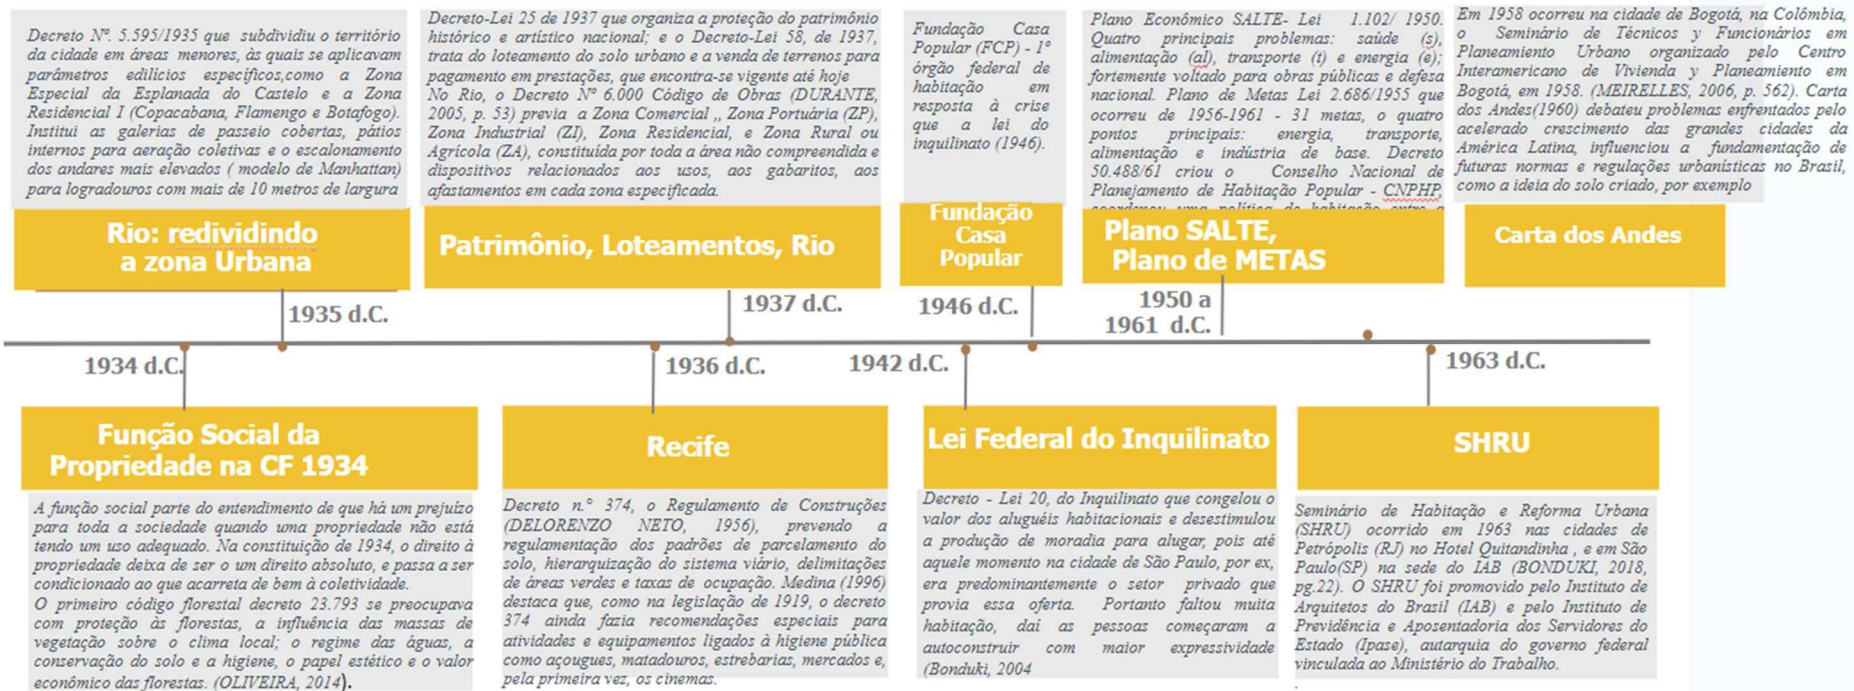 Decreto Nº. 5.595/1935 que subdividiu o território
da cidade em áreas menores, às quais se aplicavam
parâmetros edilícios específicos,como a Zona
Especial da Esplanada do Castelo e a Zona
Residencial I (Copacabana, Flamengo e Botafogo).
Institui as galerias de passeio cobertas, pátios
internos para aeração coletivas e o escalonamento
dos andares mais elevados ( modelo de Manhattan)
para logradouros com mais de 10 metros de largura
Rio: redividindo
a zona Urbana
1935 d.C.
Decreto-Lei 25 de 1937 que organiza a proteção do patrimônio
histórico e artístico nacional; e o Decreto-Lei 58, de 1937,
trata do loteamento do solo urbano e a venda de terrenos para
pagamento em prestações, que encontra-se vigente até hoje
No Rio, o Decreto Nº 6.000 Código de Obras (DURANTE,
2005, p. 53) previa a Zona Comercial ,, Zona Portuária (ZP),
Zona Industrial (ZI), Zona Residencial, e Zona Rural ou
Agrícola (ZA), constituída por toda a área não compreendida e
dispositivos relacionados aos usos, aos gabaritos, aos
afastamentos em cada zona especificada.
Patrimônio, Loteamentos, Rio
1937 d.C.
Fundação Casa
Popular (FCP) - 1º
órgão federal de
habitação em
resposta à crise
que a lei do
inquilinato (1946).
Fundação
Casa
Popular
1946 d.C.
Plano Econômico SALTE- Lei 1.102/ 1950.
Quatro principais problemas: saúde (s),
alimentação (al), transporte (t) e energia (e);
fortemente voltado para obras públicas e defesa
nacional. Plano de Metas Lei 2.686/1955 que
ocorreu de 1956-1961 - 31 metas, o quatro
pontos principais: energia, transporte,
alimentação e indústria de base. Decreto
50.488/61 criou o Conselho Nacional de
Planejamento de Habitação Popular - CNPHP,
coordenou uma política de habitação entre a
Plano SALTE,
Plano de METAS
1950 a
1961 d.C.
Em 1958 ocorreu na cidade de Bogotá, na Colômbia,
o Seminário de Técnicos y Funcionários em
Planeamiento Urbano organizado pelo Centro
Interamericano de Vivienda y Planeamiento em
Bogotá, em 1958. (MEIRELLES, 2006, p. 562). Carta
dos Andes(1960) debateu problemas enfrentados pelo
acelerado crescimento das grandes cidades da
América Latina, influenciou a fundamentação de
futuras normas e regulações urbanísticas no Brasil,
como a ideia do solo criado, por exemplo
Carta dos Andes
1934 d.C.
Função Social da
Propriedade na CF 1934
A função social parte do entendimento de que há um prejuízo
para toda a sociedade quando uma propriedade não está
tendo um uso adequado. Na constituição de 1934, o direito à
propriedade deixa de ser o um direito absoluto, e passa a ser
condicionado ao que acarreta de bem à coletividade.
O primeiro código florestal decreto 23.793 se preocupava
com proteção às florestas, a influência das massas de
vegetação sobre o clima local; o regime das águas, a
conservação do solo e a higiene, o papel estético e o valor
econômico das florestas. (OLIVEIRA, 2014).
1936 d.C.
Recife
Decreto n.º 374, o Regulamento de Construções
(DELORENZO NETO, 1956), prevendo a
regulamentação dos padrões de parcelamento do
solo, hierarquização do sistema viário, delimitações
de áreas verdes e taxas de ocupação. Medina (1996)
destaca que, como na legislação de 1919, o decreto
374 ainda fazia recomendações especiais para
atividades e equipamentos ligados à higiene pública
como açougues, matadouros, estrebarias, mercados e,
pela primeira vez, os cinemas.
1942 d.C.
Lei Federal do Inquilinato
Decreto - Lei 20, do Inquilinato que congelou o
valor dos aluguéis habitacionais e desestimulou
a produção de moradia para alugar, pois até
aquele momento na cidade de São Paulo, por ex,
era predominantemente o setor privado que
provia essa oferta. Portanto faltou muita
habitação, daí as pessoas começaram a
autoconstruir com maior expressividade
(Bonduki, 2004
1963 d.C.
SHRU
Seminário de Habitação e Reforma Urbana
(SHRU) ocorrido em 1963 nas cidades de
Petrópolis (RJ) no Hotel Quitandinha , e em São
Paulo(SP) na sede do IAB (BONDUKI, 2018,
pg.22). O SHRU foi promovido pelo Instituto de
Arquitetos do Brasil (IAB) e pelo Instituto de
Previdência e Aposentadoria dos Servidores do
Estado (Ipase), autarquia do governo federal
vinculada ao Ministério do Trabalho.
.